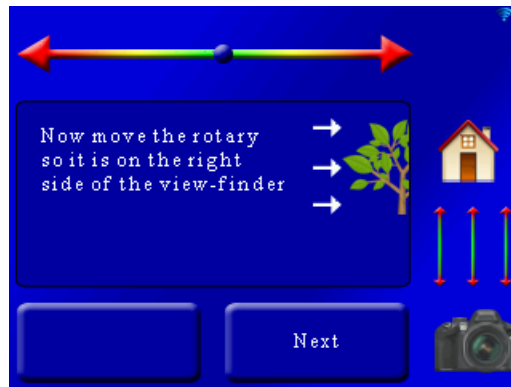 Now move the rotary
so it is on the right
side of the view-finder
Next